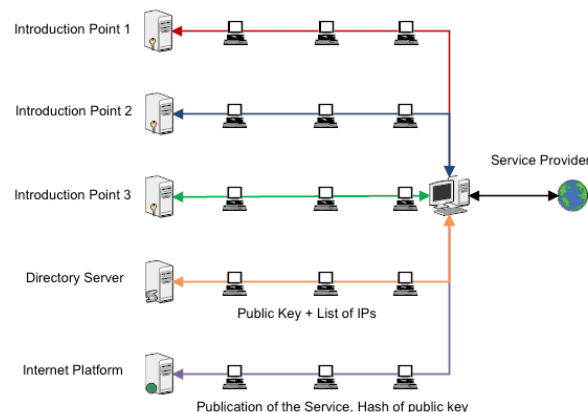 Introduction Point 1
Introduction Point 2
Service Provider
Introduction Point 3
Directory Server
Public Key + List of IPs
Internet Platform
Publication of the Service, Hash of public key